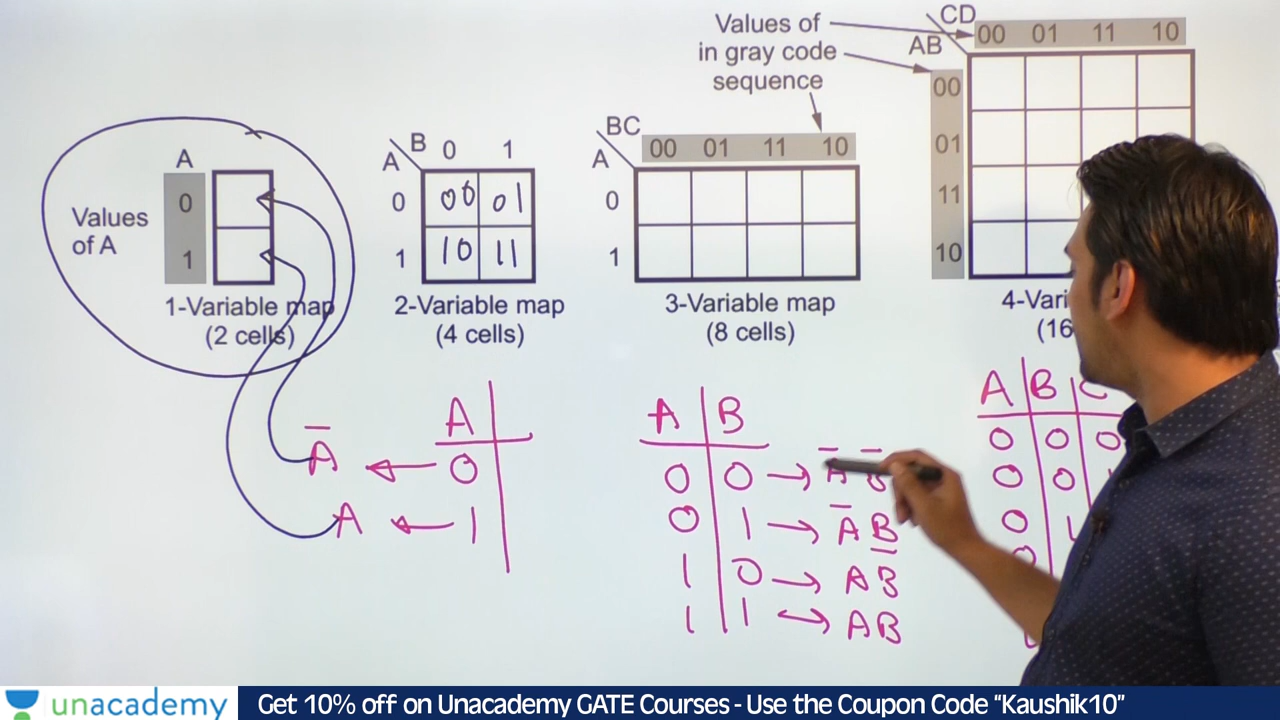 Values of
in gray code
sequence
CD
AB
00 01 11 10
00
01
11
10
A
Values
of A
0
1
1-Variable map
(2 cells)
B
A
0 1
0
1
00 01
10 11
2-Variable map
(4 cells)
BC
A
00 01 11 10
0
1
3-Variable map
(8 cells)
4-Vari
(16
A
Ā ← 0
A ← 1
A B
0 0 → Ā B̄
0 1 → Ā B
1 0 → A B̄
1 1 → AB
A B C
0 0 0
0 0
0 1
0
unacademy
Get 10% off on Unacademy GATE Courses - Use the Coupon Code “Kaushik10”